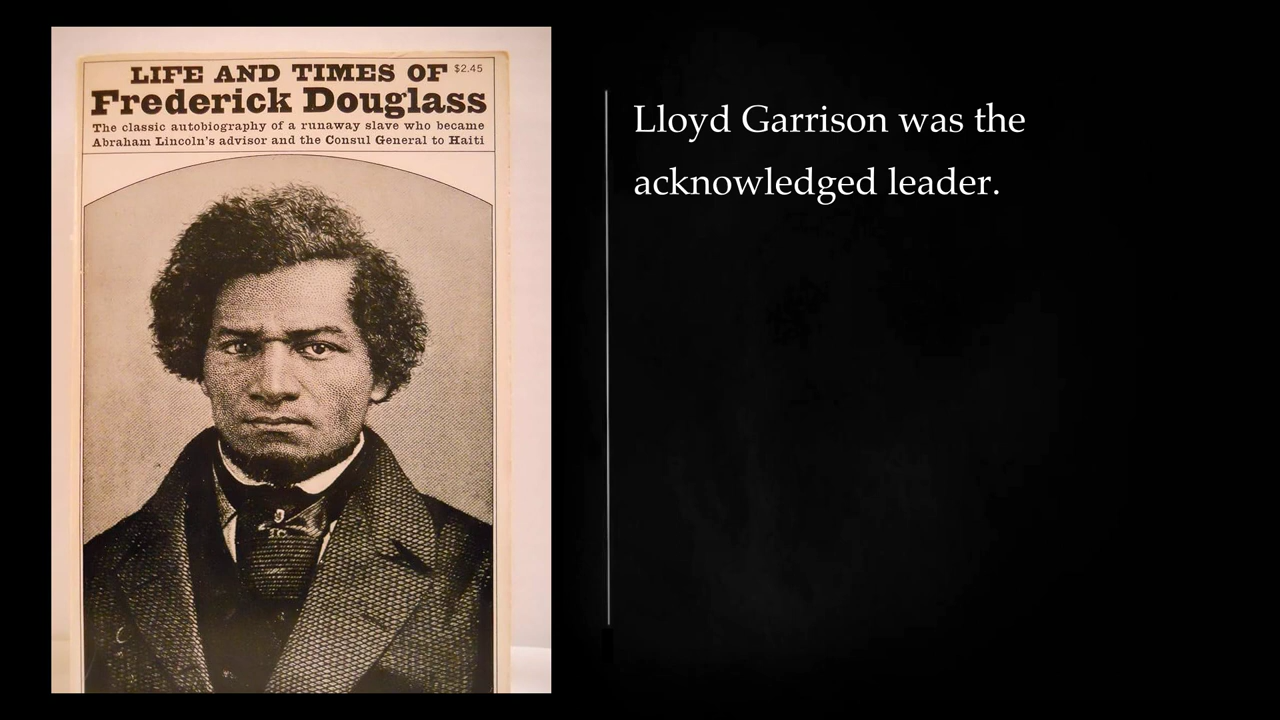 LIFE AND TIMES OF $2.45
Frederick Douglass
The classic autobiography of a runaway slave who became
Abraham Lincoln's advisor and the Consul General to Haiti
Lloyd Garrison was the
acknowledged leader.